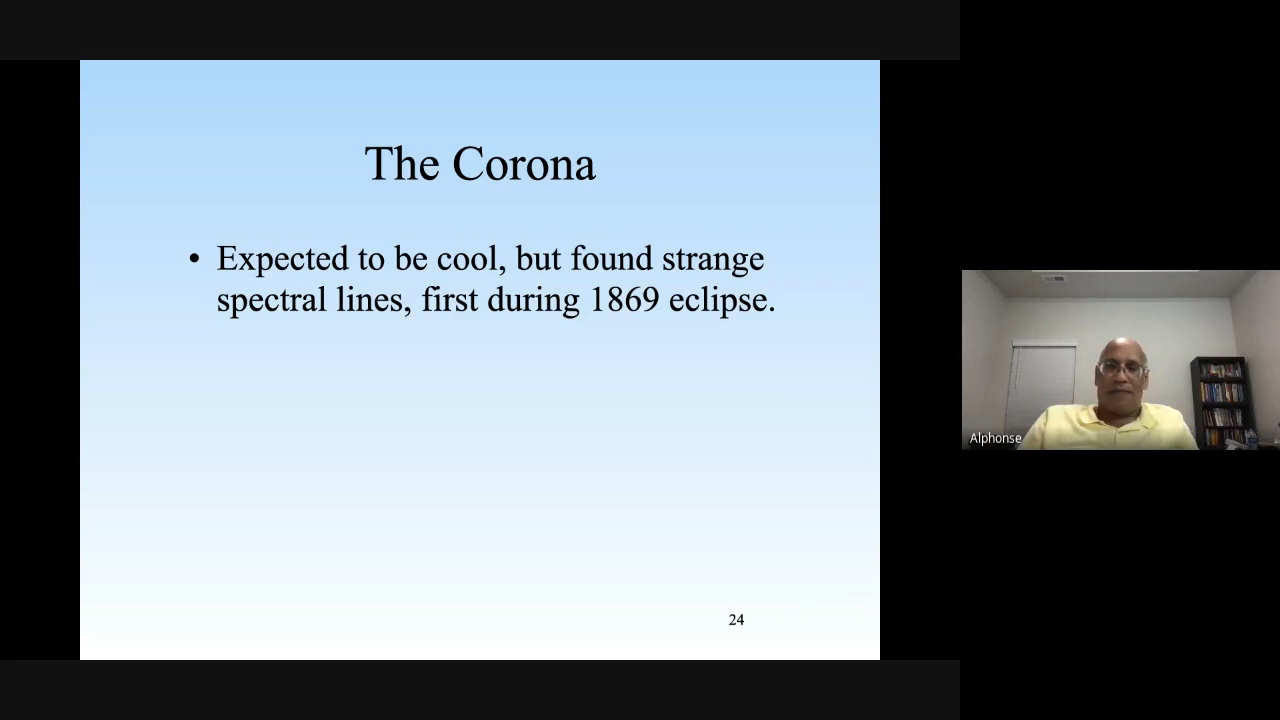 The Corona
• Expected to be cool, but found strange
spectral lines, first during 1869 eclipse.
24
Alphonse